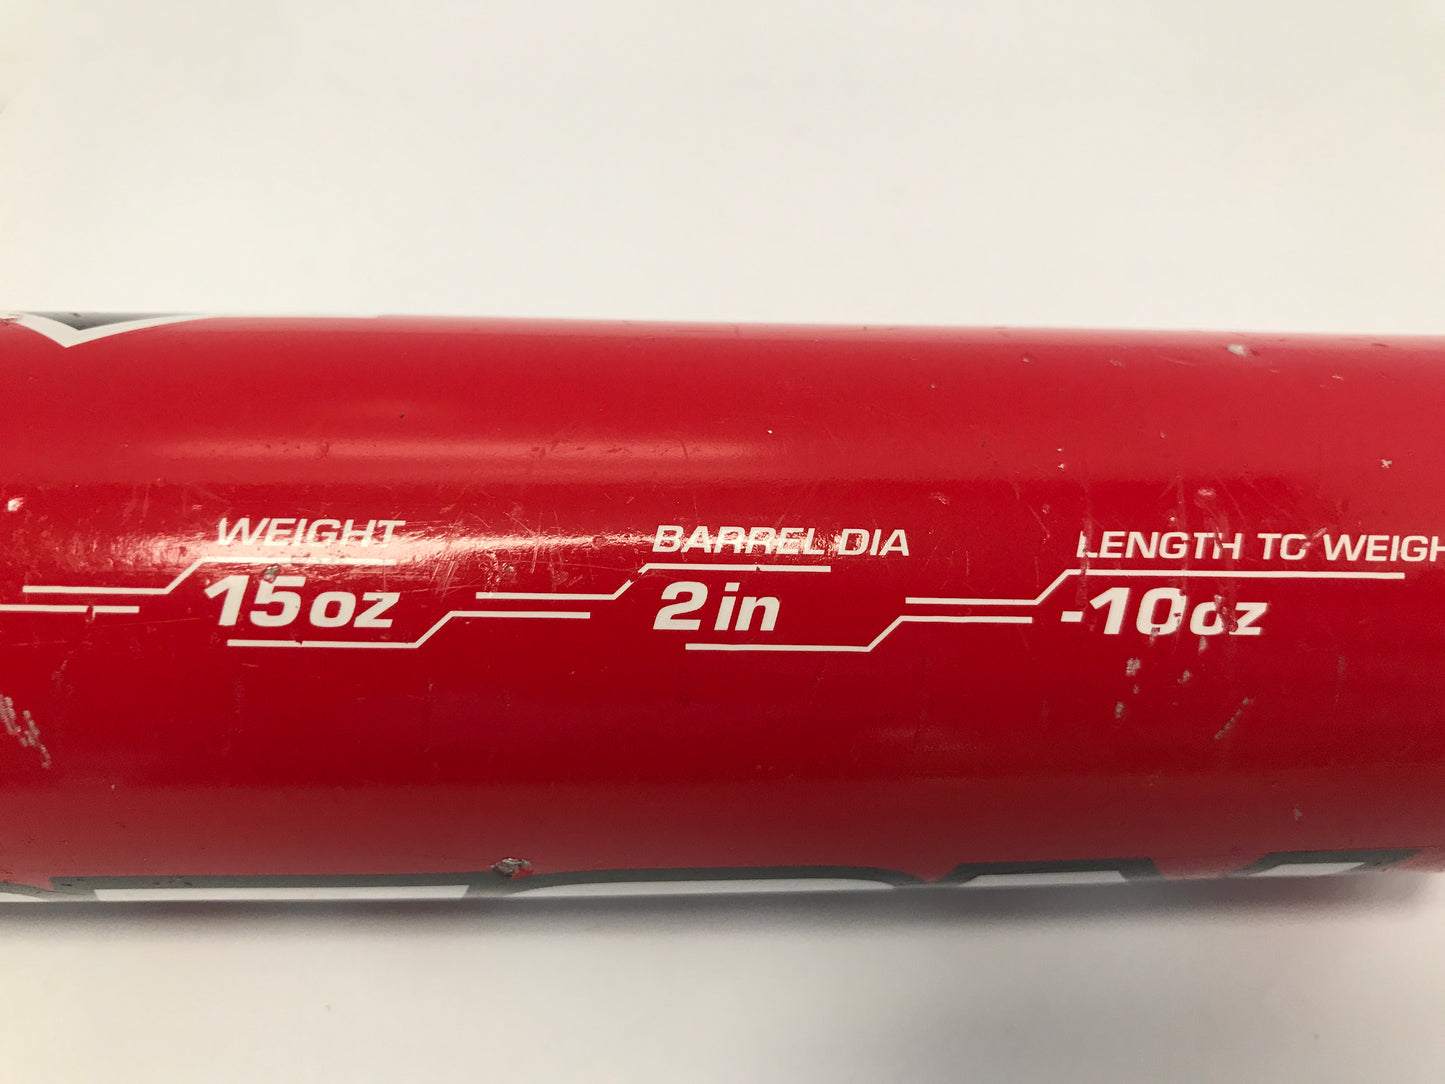 WEIGHT BARREL DIA LENGTH TO WEIGH
15oz 2in -10oz